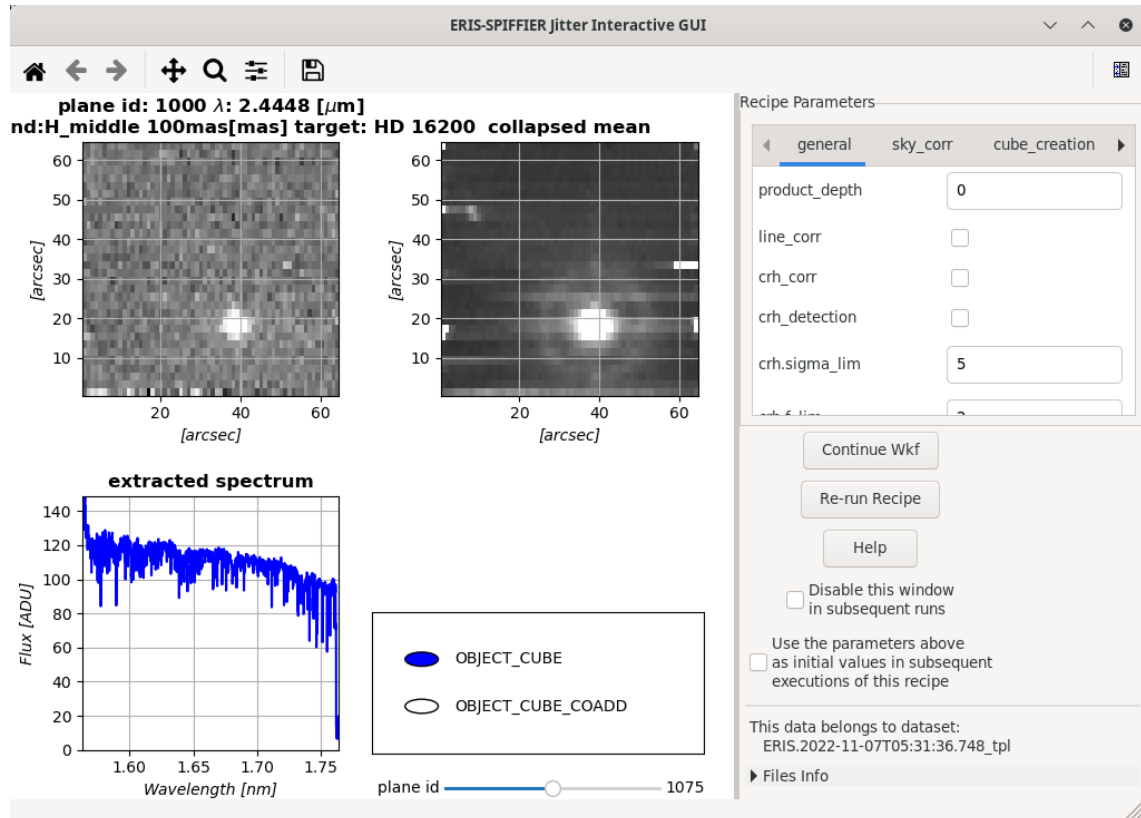 ERIS-SPIFFIER Jitter Interactive GUI
plane id: 1000 λ: 2.4448 [μm]
nd:H_middle 100mas[mas] target: HD 16200 collapsed mean
60
50
40
30
20
10
[arcsec]
20 40 60
[arcsec]
60
50
40
30
20
10
[arcsec]
20 40 60
[arcsec]
extracted spectrum
140
120
100
80
60
40
20
0
Flux [ADU]
1.60 1.65 1.70 1.75
Wavelength [nm]
OBJECT_CUBE
OBJECT_CUBE_COADD
plane id 1075
Recipe Parameters
general sky_corr cube_creation
product_depth 0
line_corr
crh_corr
crh_detection
crh.sigma_lim 5
Continue Wkf
Re-run Recipe
Help
Disable this window
in subsequent runs
Use the parameters above
as initial values in subsequent
executions of this recipe
This data belongs to dataset:
ERIS.2022-11-07T05:31:36.748_tpl
Files Info